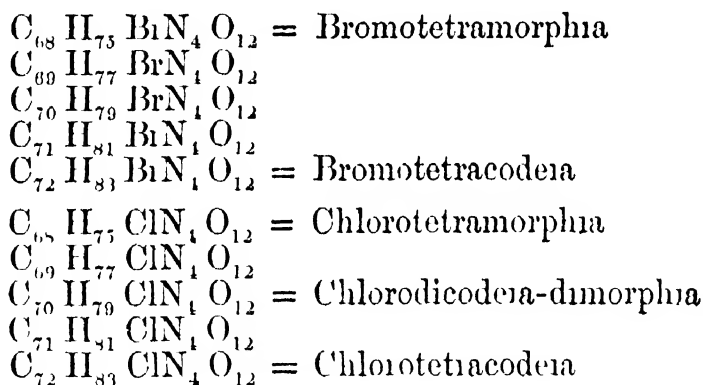 C₆₈ H₇₅ BrN₄ O₁₂ = Bromotetramorphia
C₆₉ H₇₇ BrN₄ O₁₂
C₇₀ H₇₉ BrN₄ O₁₂
C₇₁ H₈₁ BrN₄ O₁₂
C₇₂ H₈₃ BrN₄ O₁₂ = Bromotetracodeia
C₆₈ H₇₅ ClN₄ O₁₂ = Chlorotetramorphia
C₆₉ H₇₇ ClN₄ O₁₂
C₇₀ H₇₉ ClN₄ O₁₂ = Chlorodicodeia-dimorphia
C₇₁ H₈₁ ClN₄ O₁₂
C₇₂ H₈₃ ClN₄ O₁₂ = Chlorotetracodeia